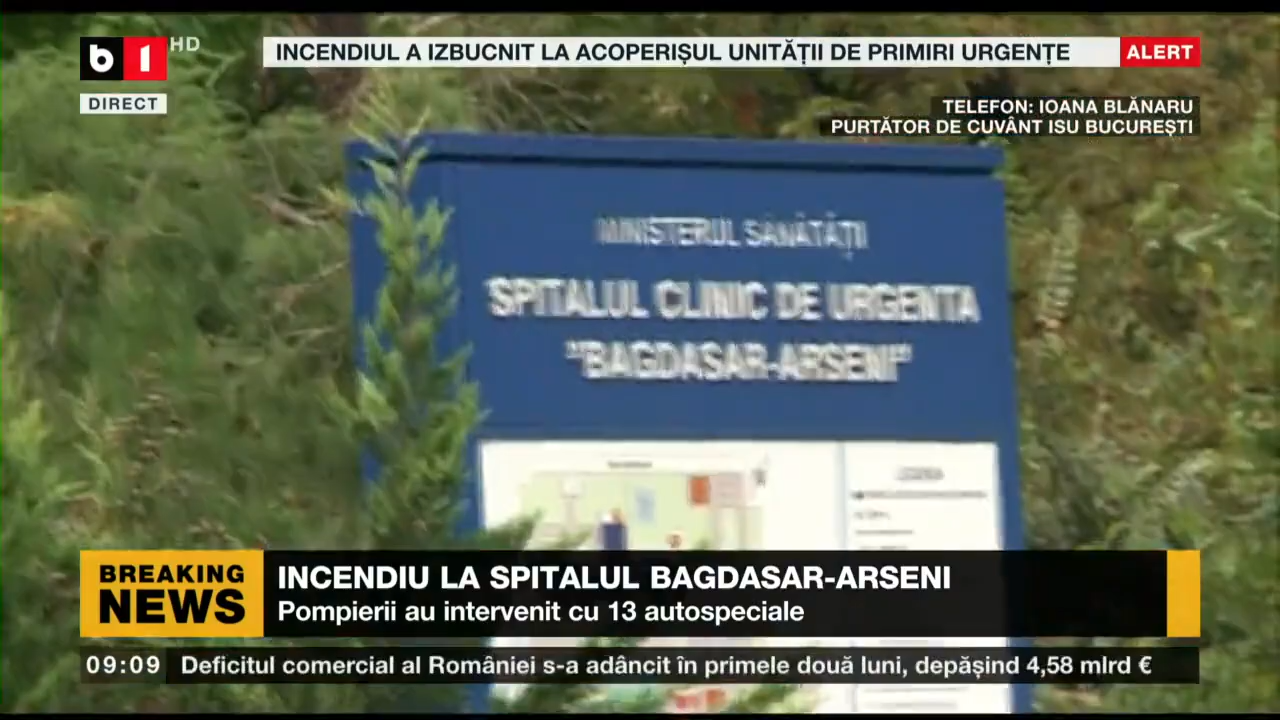 b1 HD
INCENDIUL A IZBUCNIT LA ACOPERIȘUL UNITĂȚII DE PRIMIRI URGENȚE
ALERT
DIRECT
TELEFON: IOANA BLĂNARU
PURTĂTOR DE CUVÂNT ISU BUCUREȘTI
MINISTERUL SĂNĂTĂȚII
SPITALUL CLINIC DE URGENTA
"BAGDASAR-ARSENI"
BREAKING
NEWS
INCENDIU LA SPITALUL BAGDASAR-ARSENI
Pompierii au intervenit cu 13 autospeciale
09:09 Deficitul comercial al României s-a adâncit în primele două luni, depășind 4,58 mlrd €